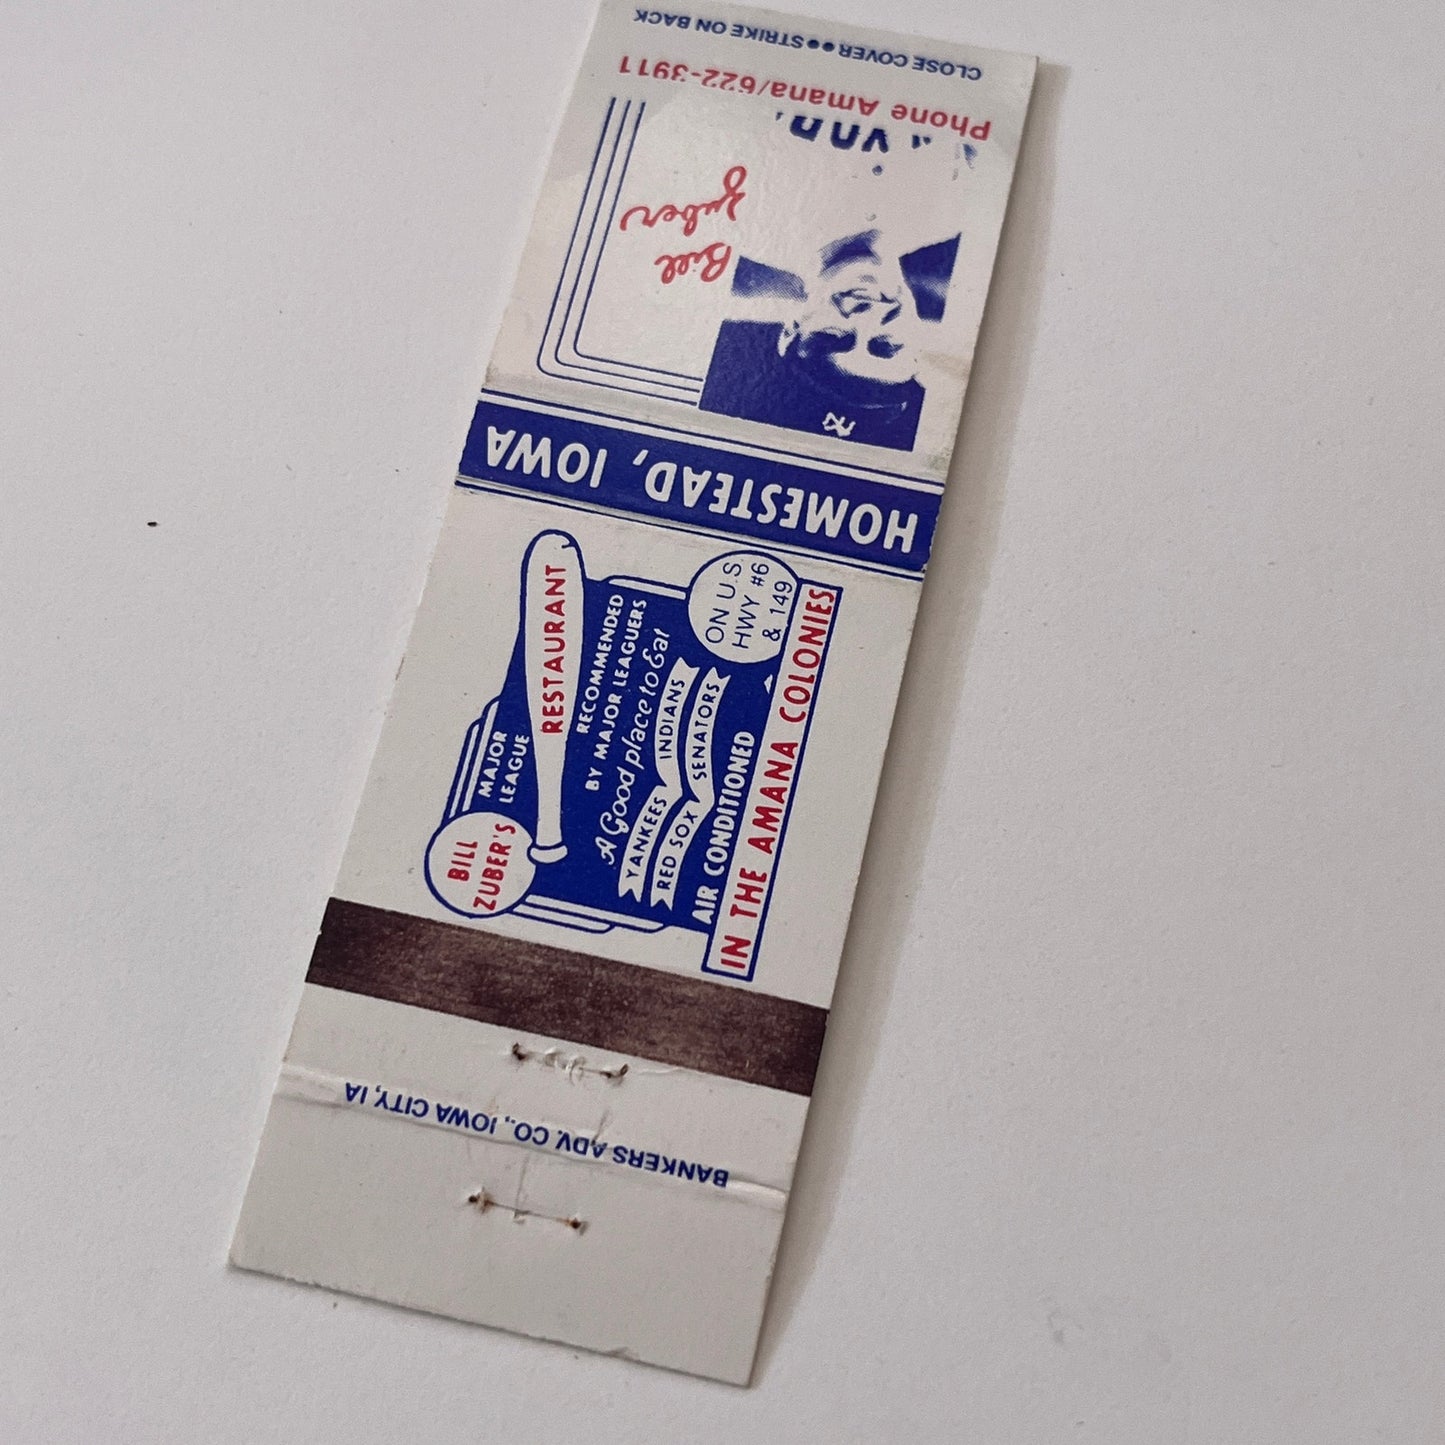 CLOSE COVER●●STRIKE ON BACK
Phone Amana/622-3911
Bill
Zuber
NY
HOMESTEAD, IOWA
BILL
ZUBER'S
MAJOR
LEAGUE
RESTAURANT
RECOMMENDED
BY MAJOR LEAGUERS
A Good place to Eat
YANKEES INDIANS
RED SOX SENATORS
AIR CONDITIONED
ON U.S.
HWY #6
& 149
IN THE AMANA COLONIES
BANKERS ADV. CO., IOWA CITY, IA